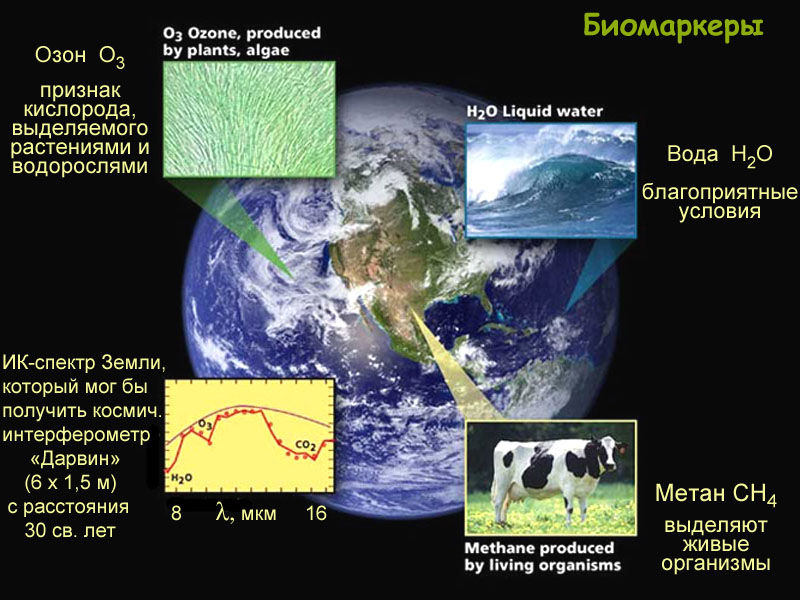 Биомаркеры
O3 Ozone, produced
by plants, algae
Озон O3
признак
кислорода,
выделяемого
растениями и
водорослями
H2O Liquid water
Вода H2O
благоприятные
условия
ИК-спектр Земли,
который мог бы
получить космич.
интерферометр
«Дарвин»
(6 x 1,5 м)
с расстояния
30 св. лет
O3
CO2
H2O
8 λ, мкм 16
Methane produced
by living organisms
Метан CH4
выделяют
живые
организмы